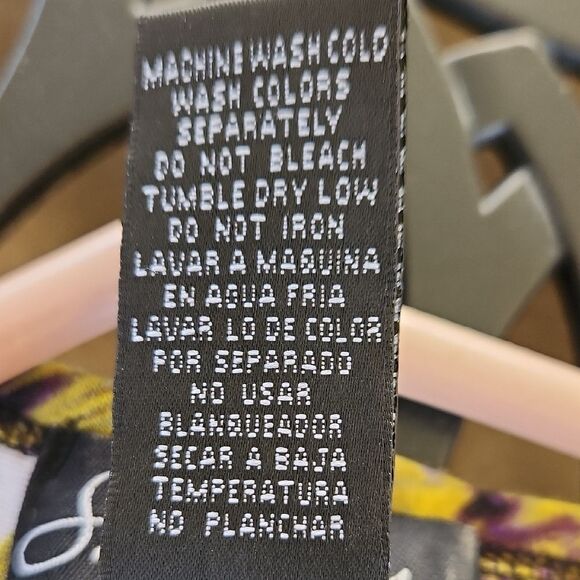 MACHINE WASH COLD
WASH COLORS
SEPARATELY
DO NOT BLEACH
TUMBLE DRY LOW
DO NOT IRON
LAVAR A MAQUINA
EN AGUA FRIA
LAVAR LO DE COLOR
POR SEPARADO
NO USAR
BLANQUEADOR
SECAR A BAJA
TEMPERATURA
NO PLANCHAR